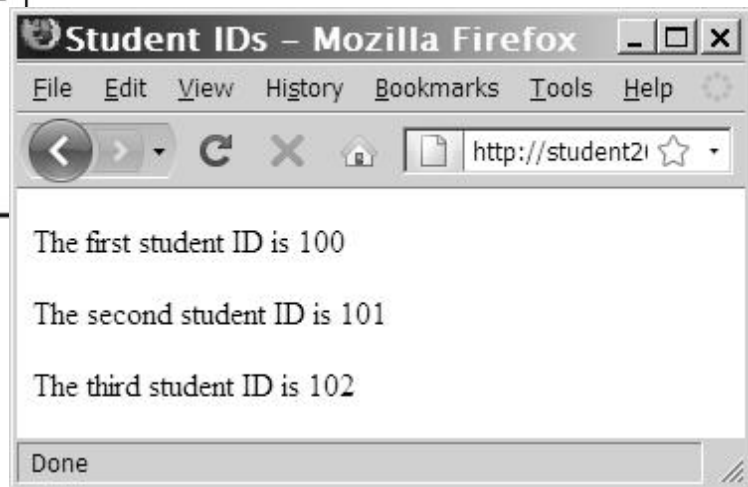 Student IDs – Mozilla Firefox
File Edit View History Bookmarks Tools Help
http://student2
The first student ID is 100
The second student ID is 101
The third student ID is 102
Done